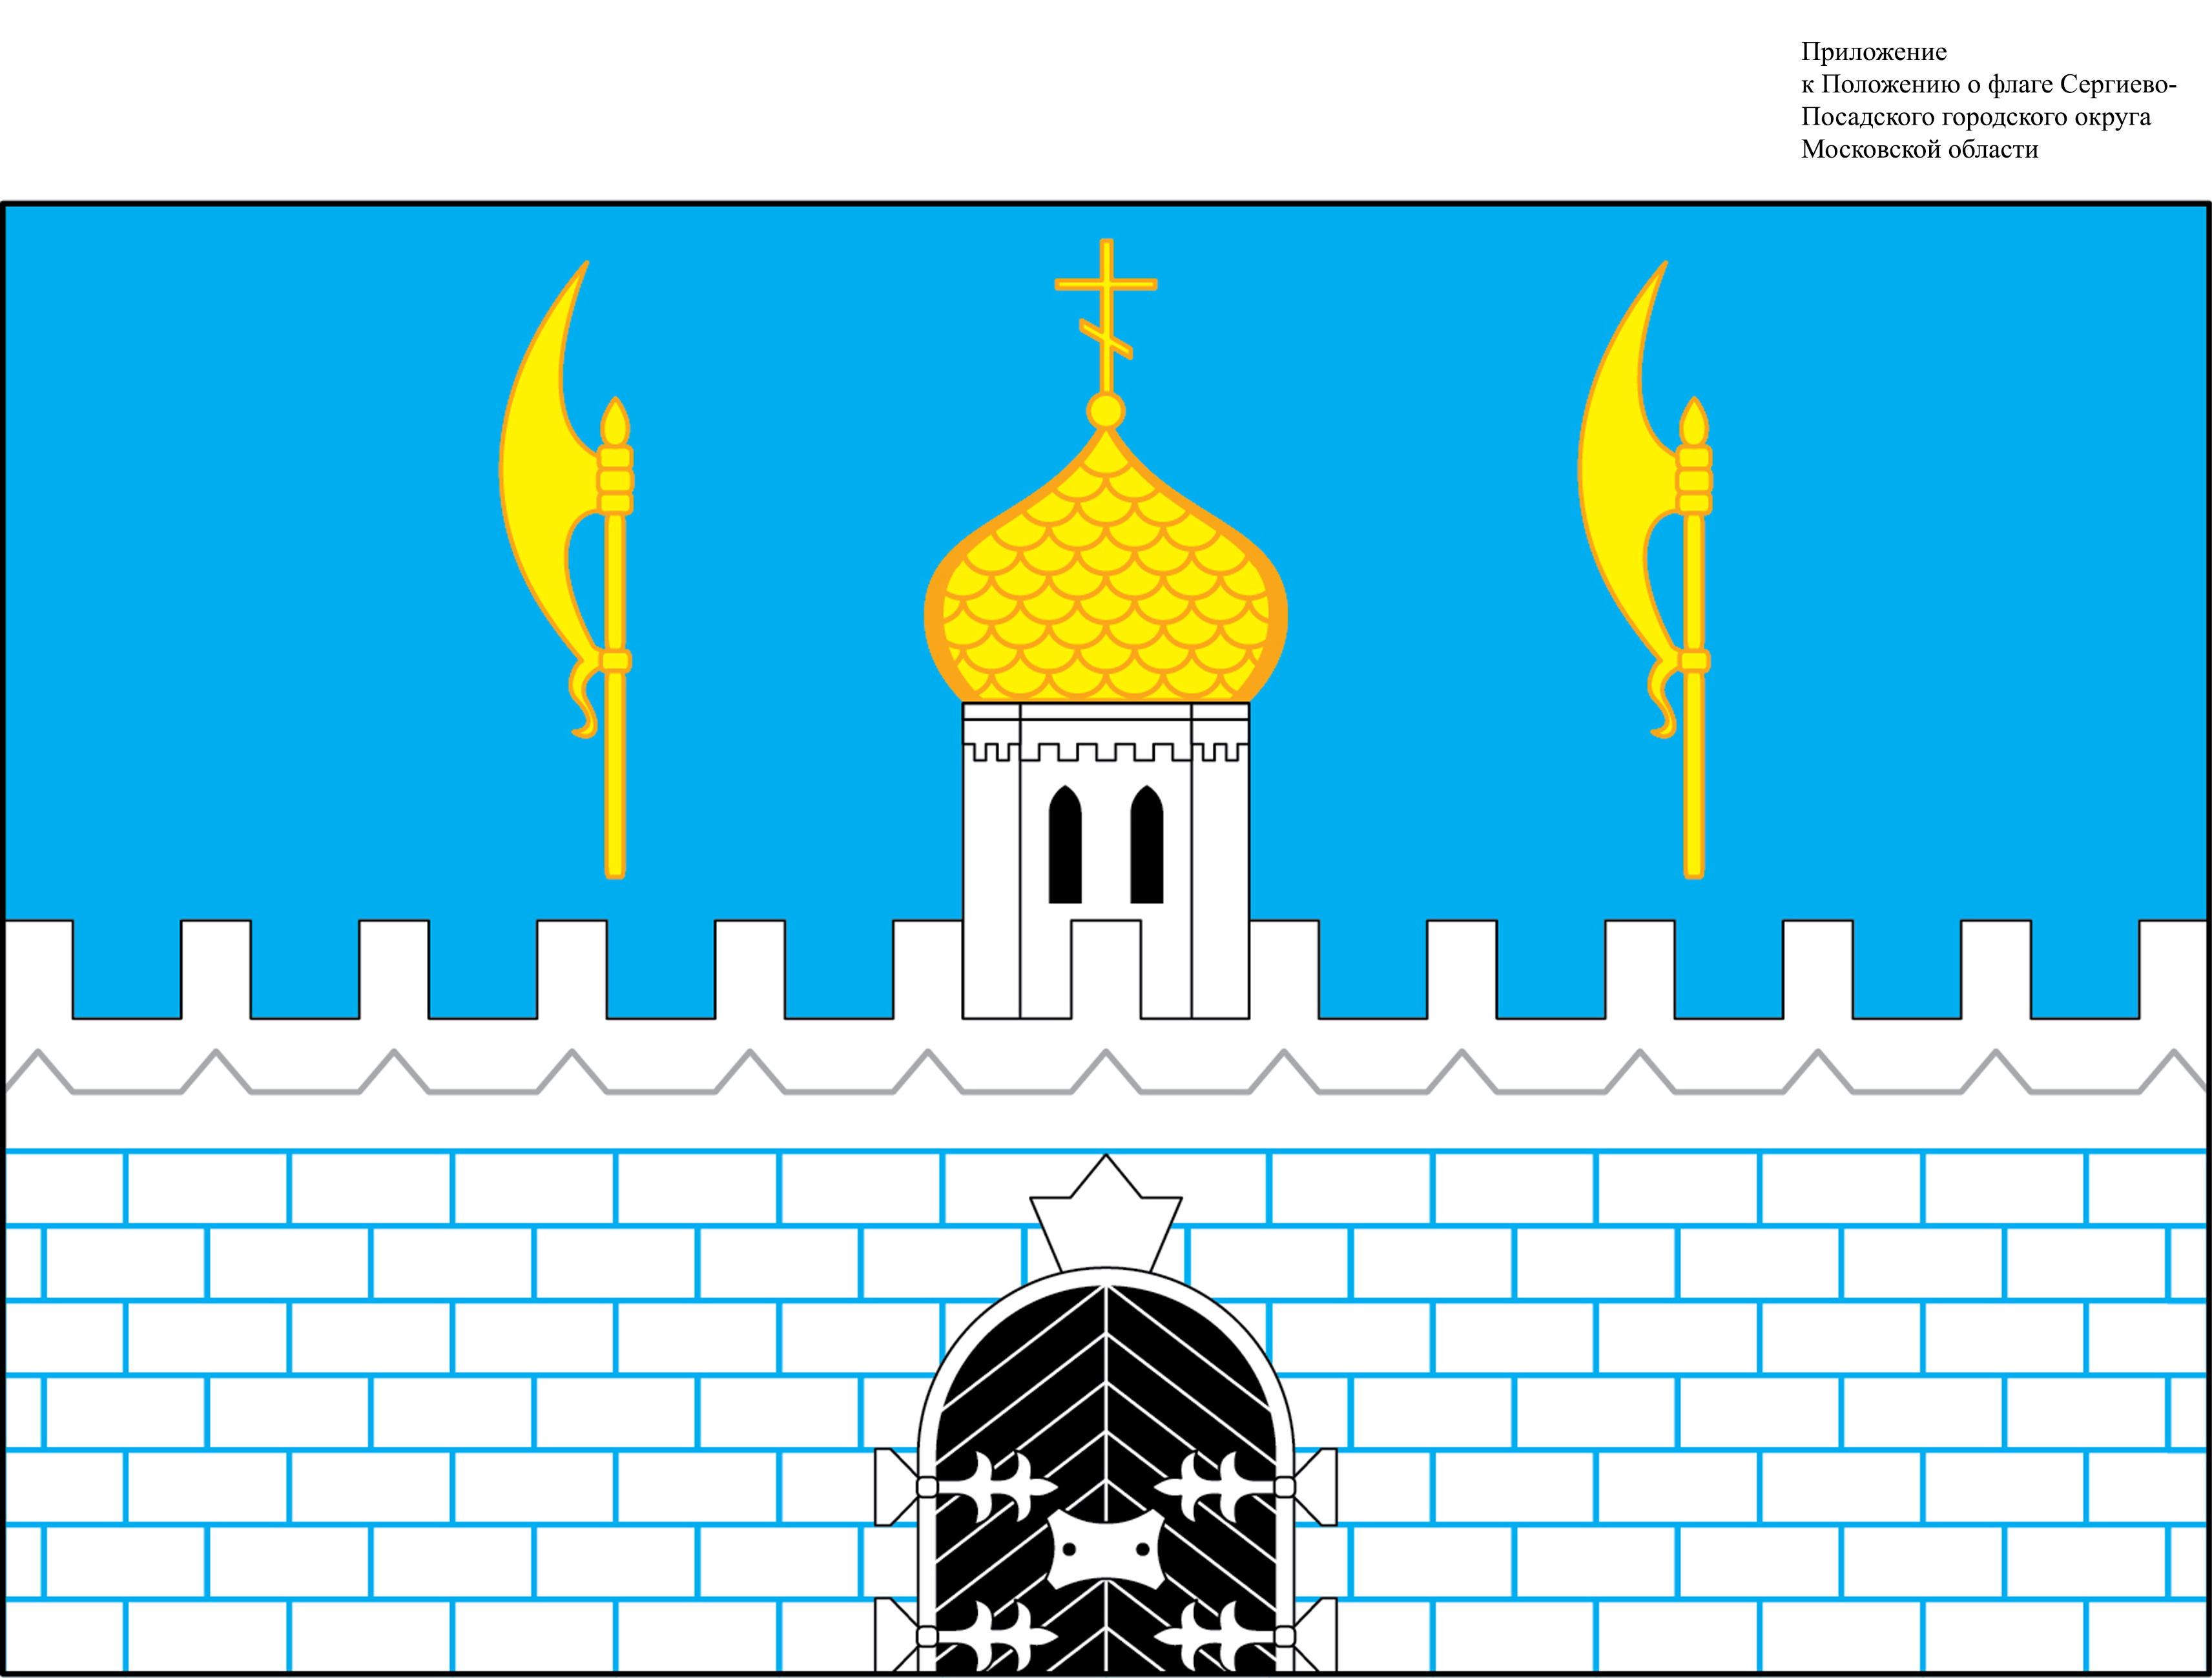 Приложение
к Положению о флаге Сергиево-
Посадского городского округа
Московской области